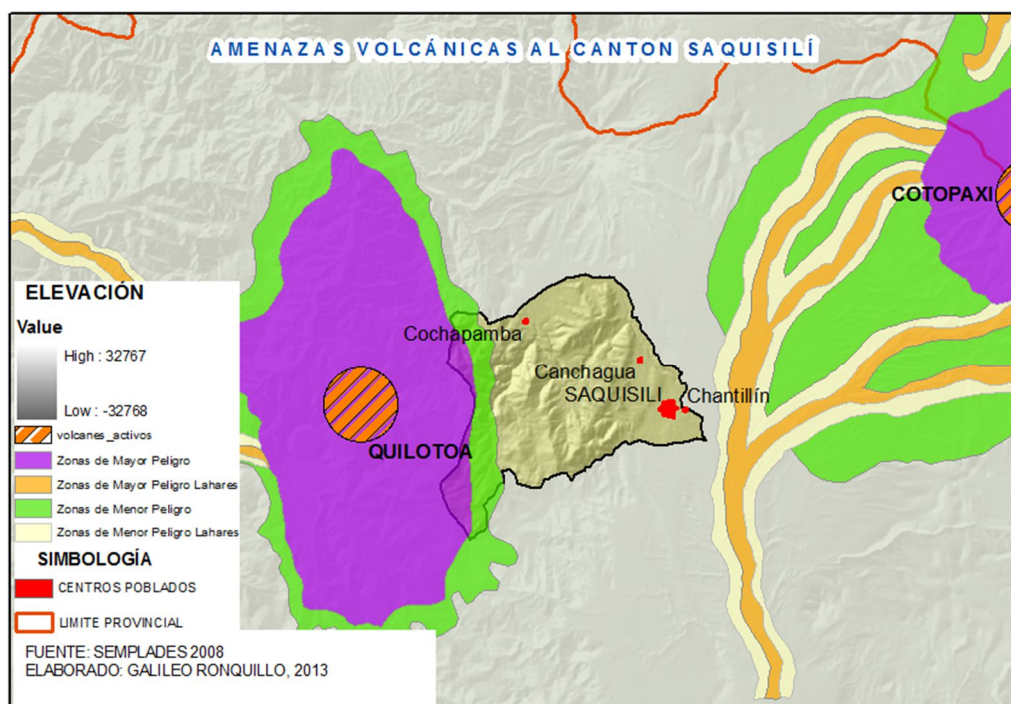 AMENAZAS VOLCÁNICAS AL CANTON SAQUISILÍ
COTOPAXI
Cochapamba
Canchagua
SAQUISILI
Chantillín
QUILOTOA
ELEVACIÓN
Value
High : 32767
Low : -32768
volcanes_activos
Zonas de Mayor Peligro
Zonas de Mayor Peligro Lahares
Zonas de Menor Peligro
Zonas de Menor Peligro Lahares
SIMBOLOGÍA
CENTROS POBLADOS
LIMITE PROVINCIAL
FUENTE: SEMPLADES 2008
ELABORADO: GALILEO RONQUILLO, 2013